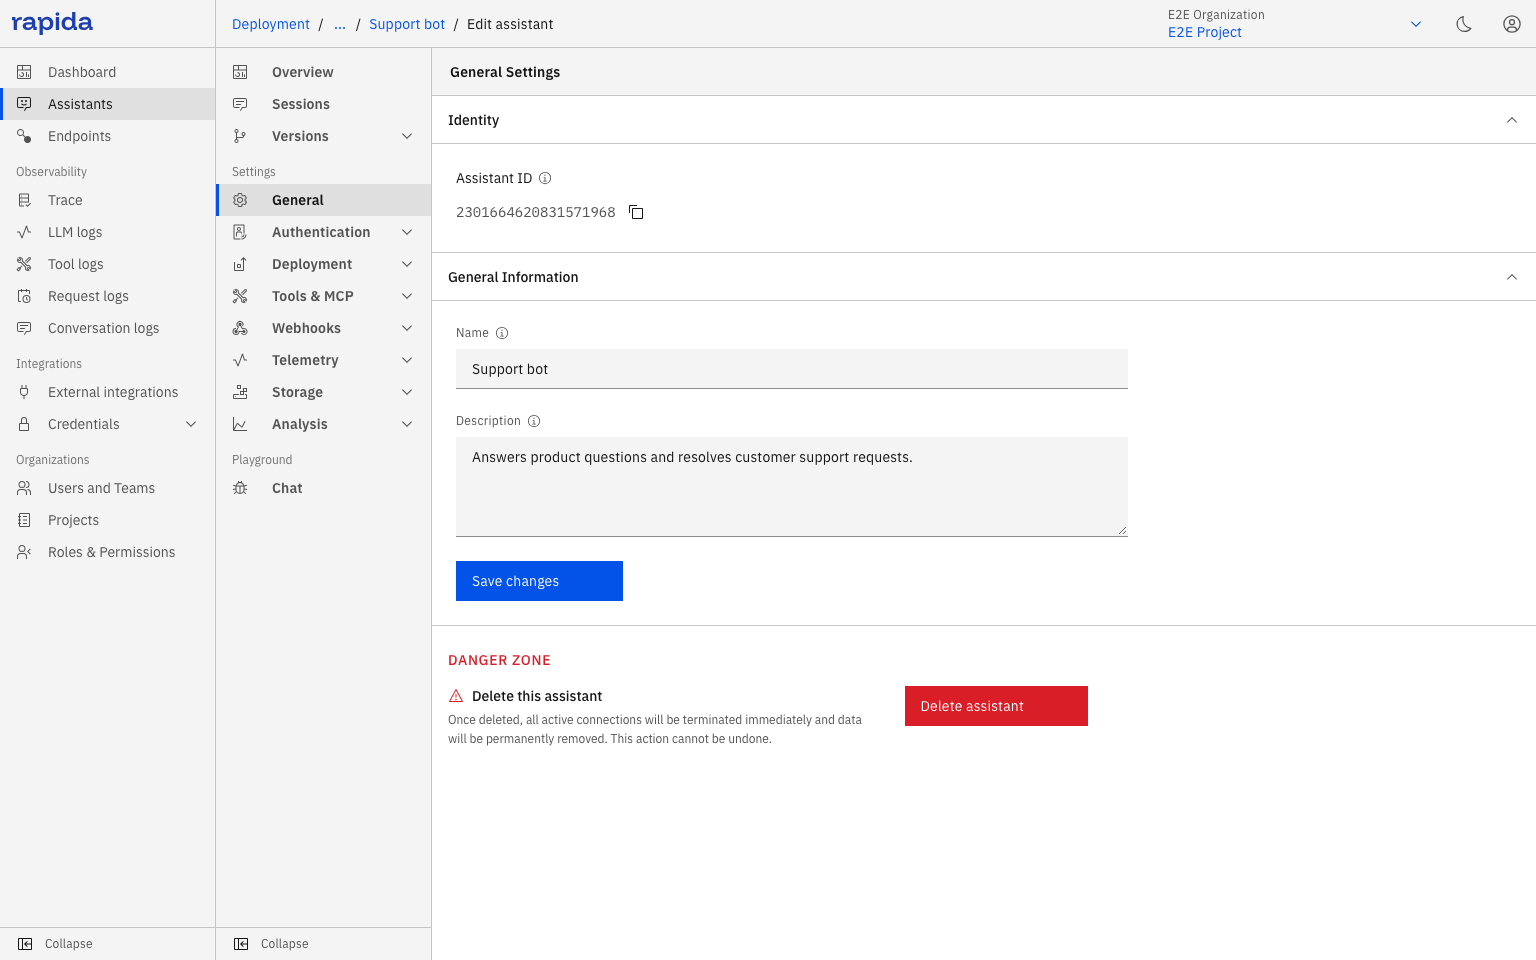 rapida
Deployment / ... / Support bot / Edit assistant
E2E Organization
E2E Project
Dashboard
Assistants
Endpoints
Observability
Trace
LLM logs
Tool logs
Request logs
Conversation logs
Integrations
External integrations
Credentials
Organizations
Users and Teams
Projects
Roles & Permissions
Collapse
Overview
Sessions
Versions
Settings
General
Authentication
Deployment
Tools & MCP
Webhooks
Telemetry
Storage
Analysis
Playground
Chat
Collapse
General Settings
Identity
Assistant ID
2301664620831571968
General Information
Name
Support bot
Description
Answers product questions and resolves customer support requests.
Save changes
DANGER ZONE
Delete this assistant
Once deleted, all active connections will be terminated immediately and data
will be permanently removed. This action cannot be undone.
Delete assistant